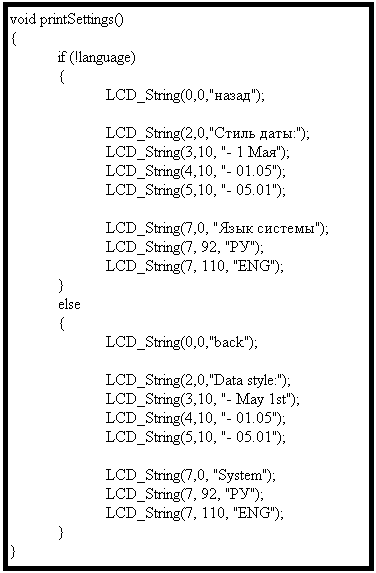 void printSettings()
{
if (!language)
{
LCD_String(0,0,"назад");
LCD_String(2,0,"Стиль даты:");
LCD_String(3,10, "- 1 Мая");
LCD_String(4,10, "- 01.05");
LCD_String(5,10, "- 05.01");
LCD_String(7,0, "Язык системы");
LCD_String(7, 92, "РУ");
LCD_String(7, 110, "ENG");
}
else
{
LCD_String(0,0,"back");
LCD_String(2,0,"Data style:");
LCD_String(3,10, "- May 1st");
LCD_String(4,10, "- 01.05");
LCD_String(5,10, "- 05.01");
LCD_String(7,0, "System");
LCD_String(7, 92, "РУ");
LCD_String(7, 110, "ENG");
}
}